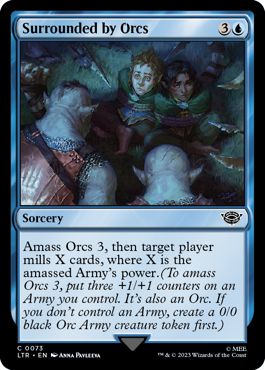 Surrounded by Orcs 3
Sorcery
Amass Orcs 3, then target player
mills X cards, where X is the
amassed Army's power.(To amass
Orcs 3, put three +1/+1 counters on
an Army you control. It's also an Orc. If
you don't control an Army, create a 0/0
black Orc Army creature token first.)
C 0073
LTR • EN ANNA PAVLEEVA
© MEE
™ & © 2023 Wizards of the Coast